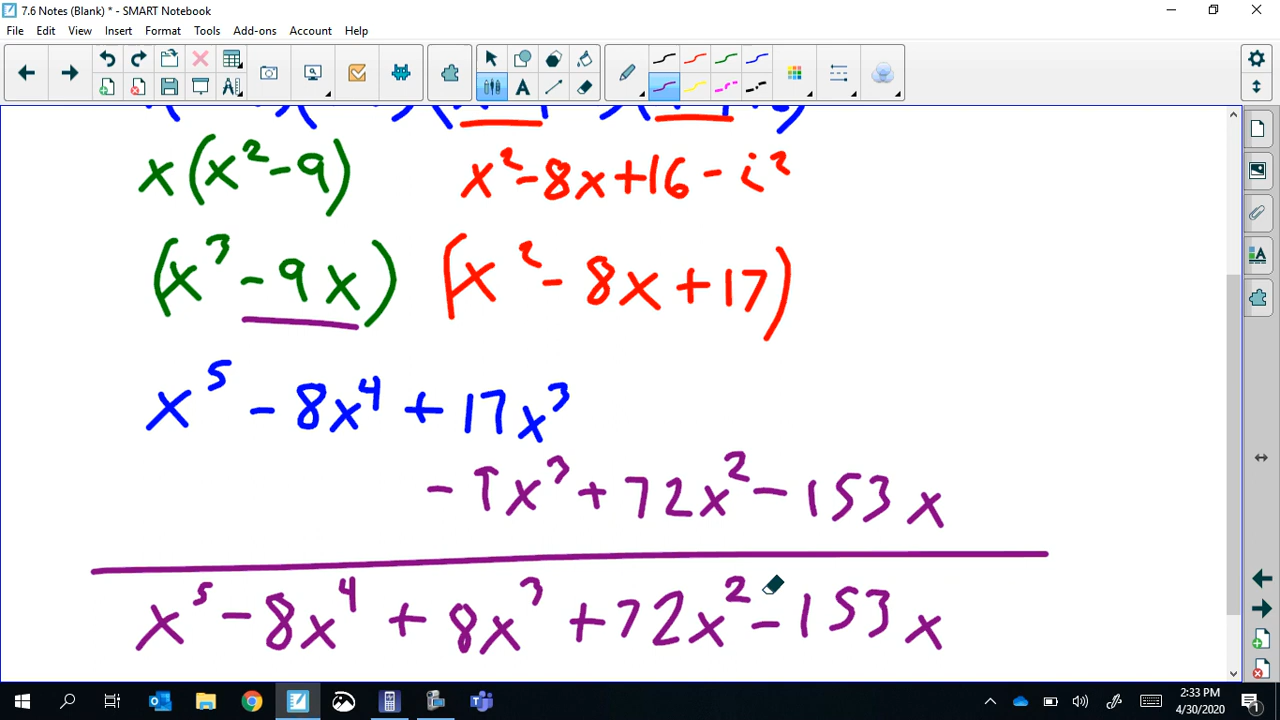 7.6 Notes (Blank) * - SMART Notebook
File Edit View Insert Format Tools Add-ons Account Help
x(x² - 9) x² - 8x + 16 - i²
(x³ - 9x) (x² - 8x + 17)
x⁵ - 8x⁴ + 17x³
- 9x³ + 72x² - 153x
x⁵ - 8x⁴ + 8x³ + 72x² - 153x
2:33 PM
4/30/2020